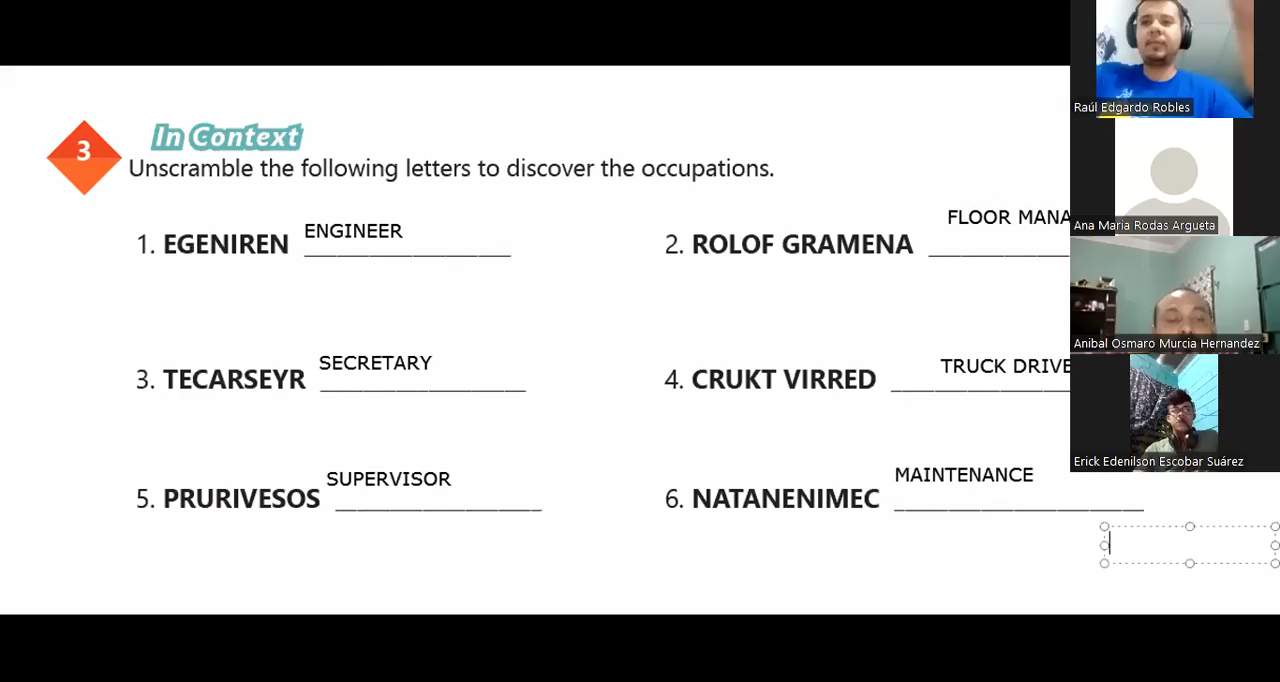 In Context
3
Unscramble the following letters to discover the occupations.
1. EGENIREN ENGINEER
2. ROLOF GRAMENA FLOOR MANA
3. TECARSEYR SECRETARY
4. CRUKT VIRRED TRUCK DRIVE
5. PRURIVESOS SUPERVISOR
6. NATANENIMEC MAINTENANCE
Raúl Edgardo Robles
Ana Maria Rodas Argueta
Anibal Osmaro Murcia Hernandez
Erick Edenilson Escobar Suárez